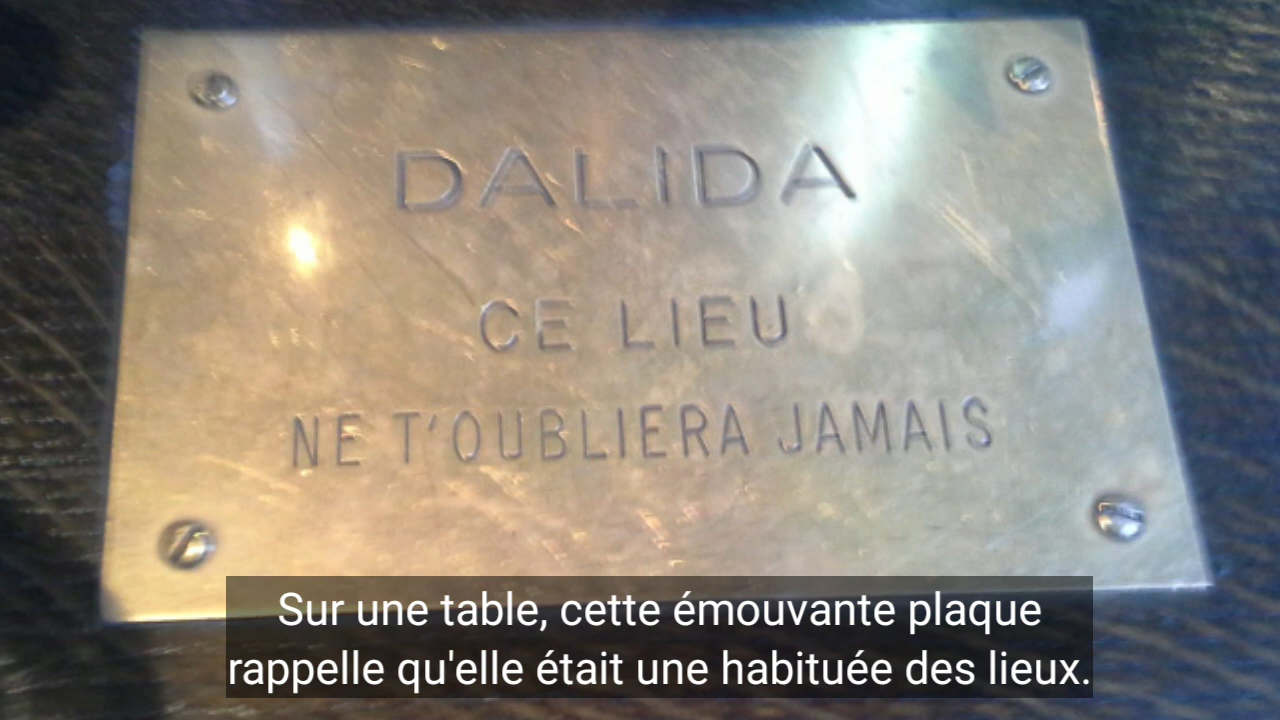 DALIDA
CE LIEU
NE T'OUBLIERA JAMAIS
Sur une table, cette émouvante plaque
rappelle qu'elle était une habituée des lieux.